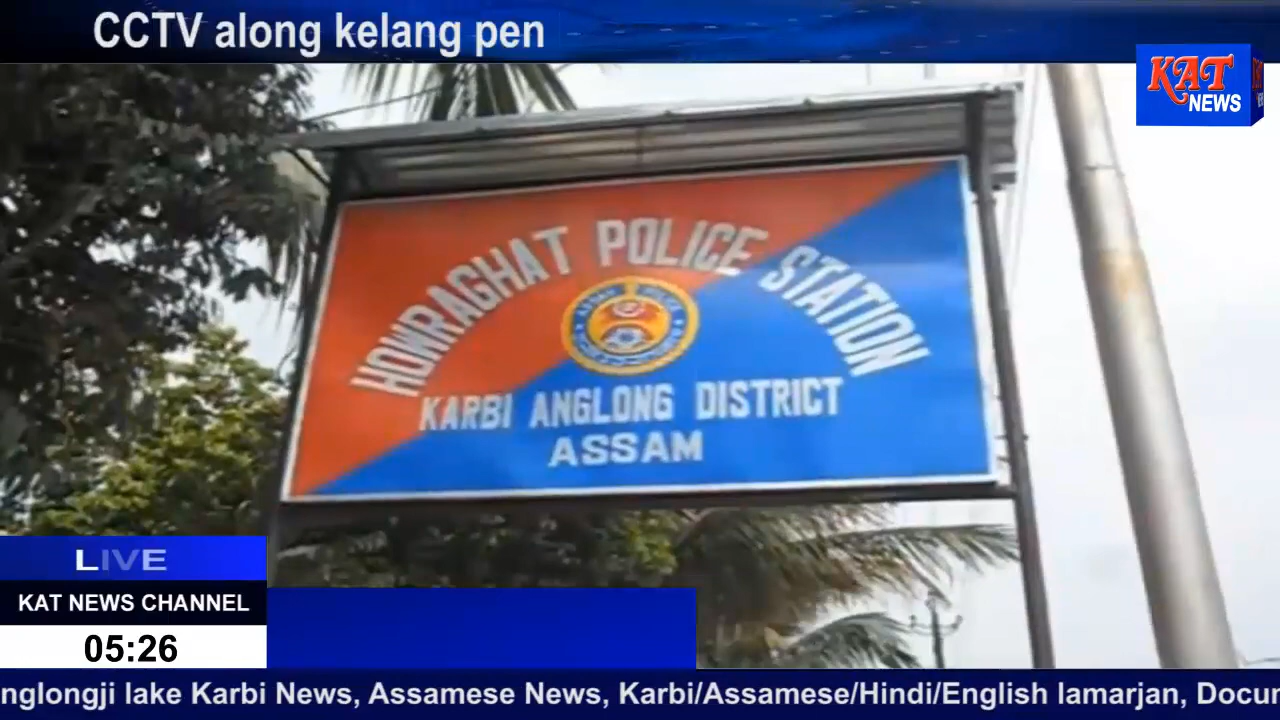 CCTV along kelang pen
KAT
NEWS
HOWRAGHAT POLICE STATION
KARBI ANGLONG DISTRICT
ASSAM
LIVE
KAT NEWS CHANNEL
05:26
nglongji lake Karbi News, Assamese News, Karbi/Assamese/Hindi/English lamarjan, Docu